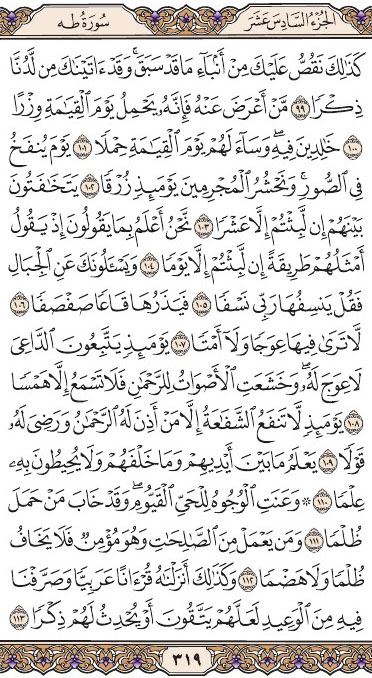 الجزء السادس عشر سورة طه
كَذَٰلِكَ نَقُصُّ عَلَيْكَ مِنْ أَنۢبَآءِ مَا قَدْ سَبَقَ ۚ وَقَدْ ءَاتَيْنَٰكَ مِن لَّدُنَّا
ذِكْرًا ٩٩ مَّنْ أَعْرَضَ عَنْهُ فَإِنَّهُۥ يَحْمِلُ يَوْمَ ٱلْقِيَٰمَةِ وِزْرًا
١٠٠ خَٰلِدِينَ فِيهِ ۖ وَسَآءَ لَهُمْ يَوْمَ ٱلْقِيَٰمَةِ حِمْلًا ١٠١ يَوْمَ يُنفَخُ
فِى ٱلصُّورِ ۚ وَنَحْشُرُ ٱلْمُجْرِمِينَ يَوْمَئِذٍ زُرْقًا ١٠٢ يَتَخَٰفَتُونَ
بَيْنَهُمْ إِن لَّبِثْتُمْ إِلَّا عَشْرًا ١٠٣ نَّحْنُ أَعْلَمُ بِمَا يَقُولُونَ إِذْ يَقُولُ
أَمْثَلُهُمْ طَرِيقَةً إِن لَّبِثْتُمْ إِلَّا يَوْمًا ١٠٤ وَيَسْـَٔلُونَكَ عَنِ ٱلْجِبَالِ
فَقُلْ يَنسِفُهَا رَبِّى نَسْفًا ١٠٥ فَيَذَرُهَا قَاعًا صَفْصَفًا ١٠٦
لَّا تَرَىٰ فِيهَا عِوَجًا وَلَآ أَمْتًا ١٠٧ يَوْمَئِذٍ يَتَّبِعُونَ ٱلدَّاعِىَ
لَا عِوَجَ لَهُۥ ۖ وَخَشَعَتِ ٱلْأَصْوَاتُ لِلرَّحْمَٰنِ فَلَا تَسْمَعُ إِلَّا هَمْسًا
١٠٨ يَوْمَئِذٍ لَّا تَنفَعُ ٱلشَّفَٰعَةُ إِلَّا مَنْ أَذِنَ لَهُ ٱلرَّحْمَٰنُ وَرَضِىَ لَهُۥ
قَوْلًا ١٠٩ يَعْلَمُ مَا بَيْنَ أَيْدِيهِمْ وَمَا خَلْفَهُمْ وَلَا يُحِيطُونَ بِهِۦ
عِلْمًا ١١٠ ۞ وَعَنَتِ ٱلْوُجُوهُ لِلْحَىِّ ٱلْقَيُّومِ ۖ وَقَدْ خَابَ مَنْ حَمَلَ
ظُلْمًا ١١١ وَمَن يَعْمَلْ مِنَ ٱلصَّٰلِحَٰتِ وَهُوَ مُؤْمِنٌ فَلَا يَخَافُ
ظُلْمًا وَلَا هَضْمًا ١١٢ وَكَذَٰلِكَ أَنزَلْنَٰهُ قُرْءَانًا عَرَبِيًّا وَصَرَّفْنَا
فِيهِ مِنَ ٱلْوَعِيدِ لَعَلَّهُمْ يَتَّقُونَ أَوْ يُحْدِثُ لَهُمْ ذِكْرًا ١١٣
٣١٩